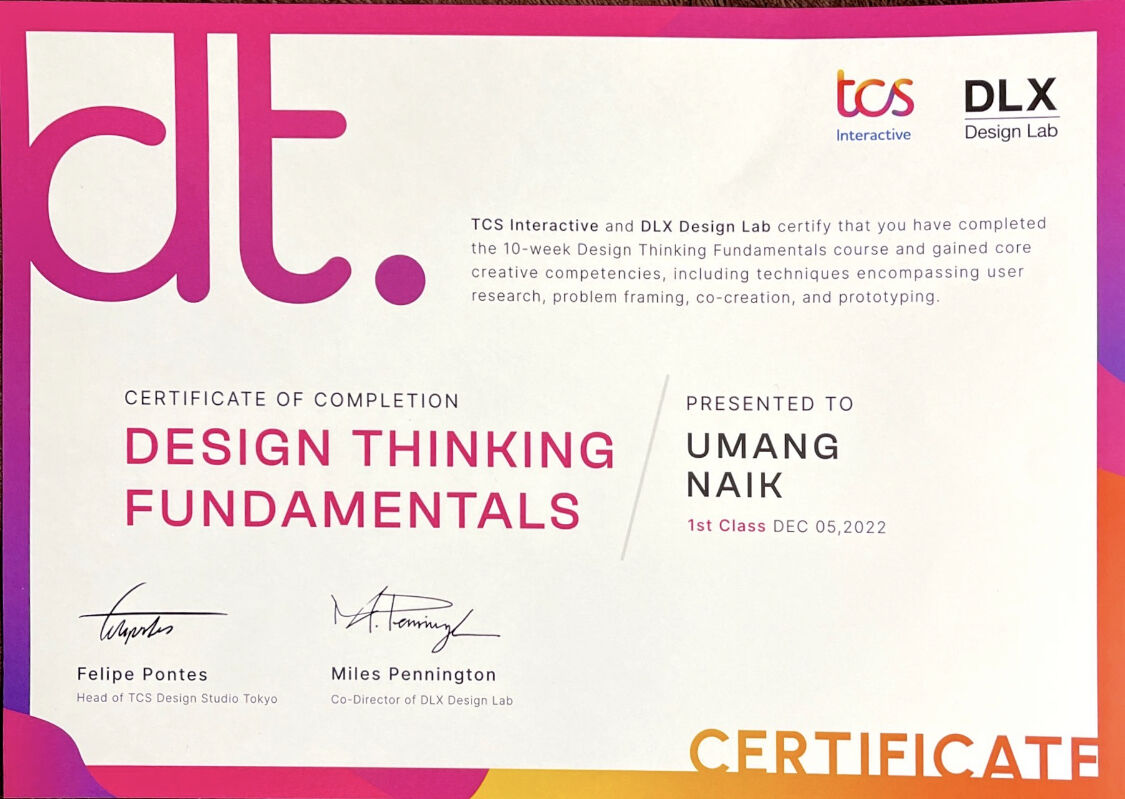 dt.
tcs
Interactive
DLX
Design Lab
TCS Interactive and DLX Design Lab certify that you have completed
the 10-week Design Thinking Fundamentals course and gained core
creative competencies, including techniques encompassing user
research, problem framing, co-creation, and prototyping.
CERTIFICATE OF COMPLETION
DESIGN THINKING
FUNDAMENTALS
PRESENTED TO
UMANG
NAIK
1st Class DEC 05,2022
Felipe Pontes
Head of TCS Design Studio Tokyo
M.A. Pennington
Miles Pennington
Co-Director of DLX Design Lab
CERTIFICATE